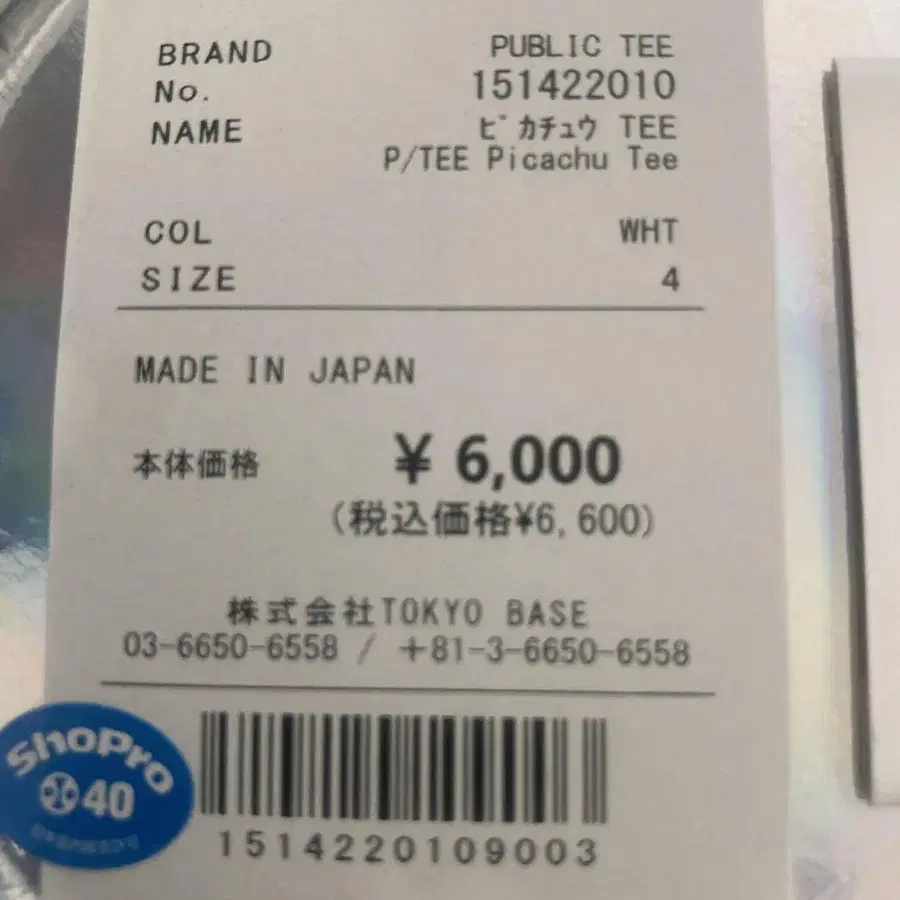 BRAND PUBLIC TEE
No. 151422010
NAME ピカチュウ TEE
P/TEE Picachu Tee
COL WHT
SIZE 4
MADE IN JAPAN
本体価格 ¥ 6,000
(税込価格¥6,600)
株式会社TOKYO BASE
03-6650-6558 / +81-3-6650-6558
ShoPro
40
1514220109003